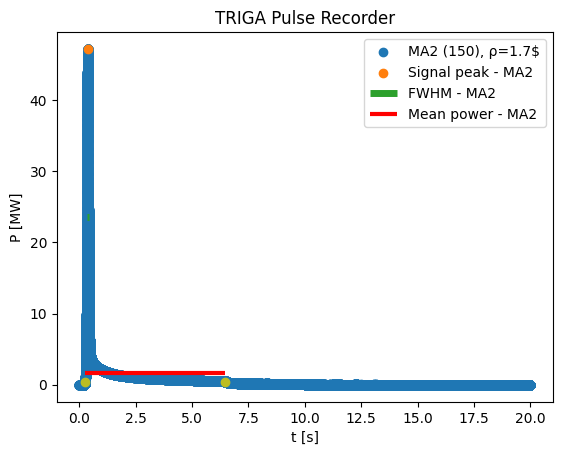 TRIGA Pulse Recorder
MA2 (150), ρ=1.7$
Signal peak - MA2
FWHM - MA2
Mean power - MA2
P [MW]
40
30
20
10
0
0.0 2.5 5.0 7.5 10.0 12.5 15.0 17.5 20.0
t [s]